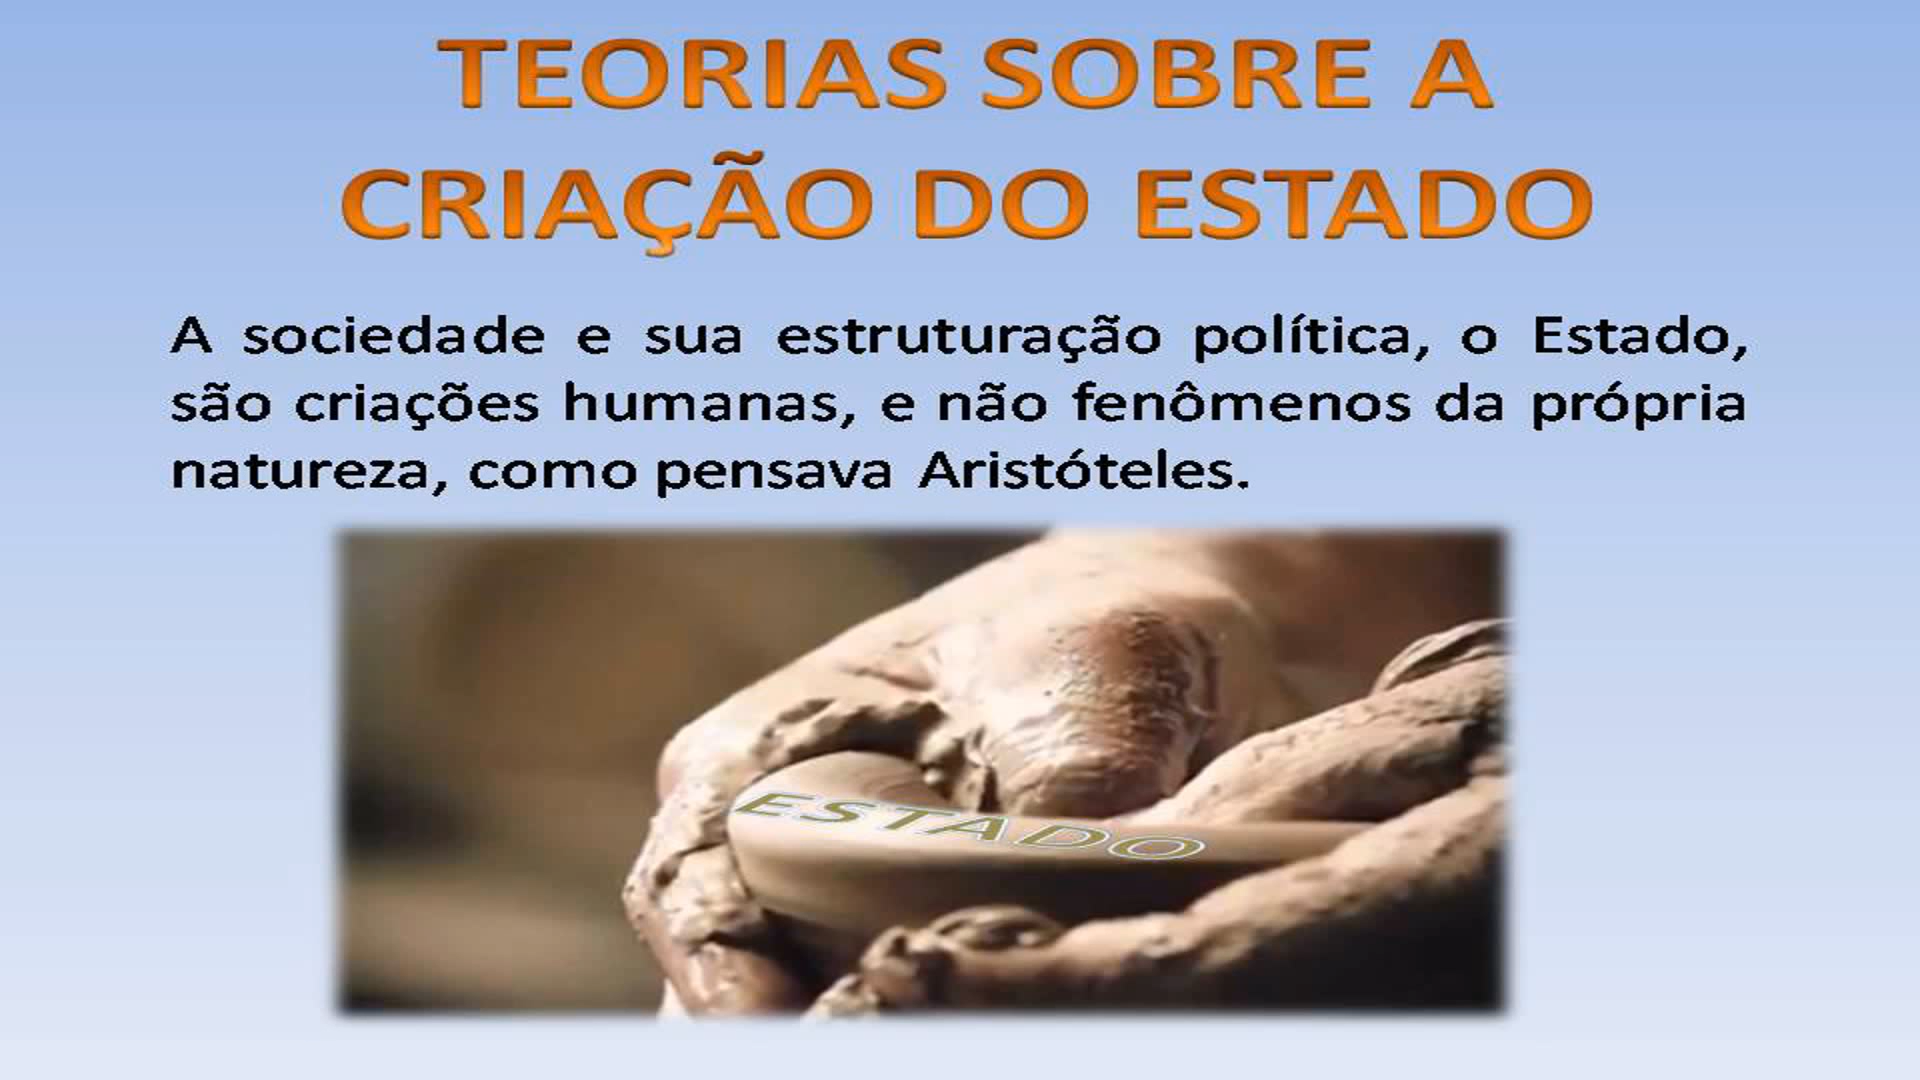 TEORIAS SOBRE A
CRIAÇÃO DO ESTADO
A sociedade e sua estruturação política, o Estado,
são criações humanas, e não fenômenos da própria
natureza, como pensava Aristóteles.
ESTADO